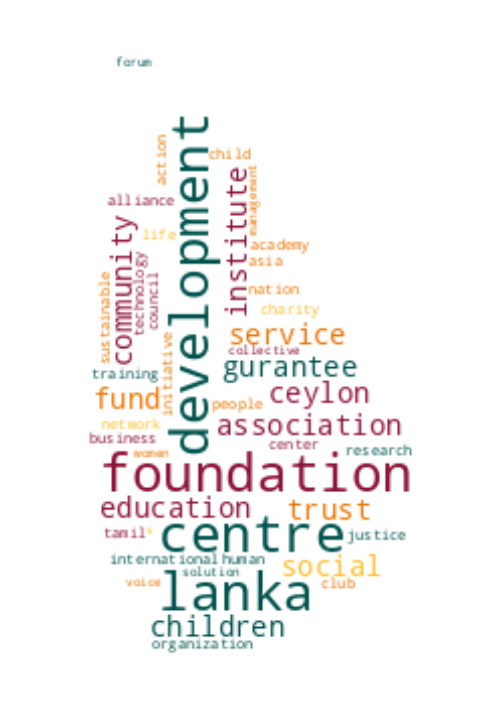 forum
development
action
child
management
institute
alliance
community
life
academy
technology
council
asia
sustainable
nation
charity
service
initiative
collective
gurantee
training
ceylon
fund
people
association
network
business
center
research
women
foundation
education
trust
centre
tamil
justice
international human
social
solution
voice
club
lanka
children
organization